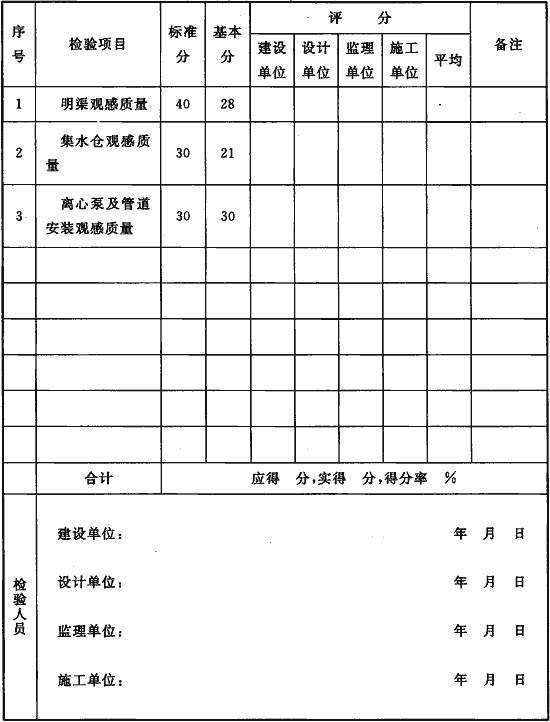 序号 检验项目 标准分 基本分 评 分 备注
建设单位 设计单位 监理单位 施工单位 平均
1 明渠观感质量 40 28
2 集水仓观感质量 30 21
3 离心泵及管道安装观感质量 30 30
合计 应得 分,实得 分,得分率 %
检验人员
建设单位: 年 月 日
设计单位: 年 月 日
监理单位: 年 月 日
施工单位: 年 月 日